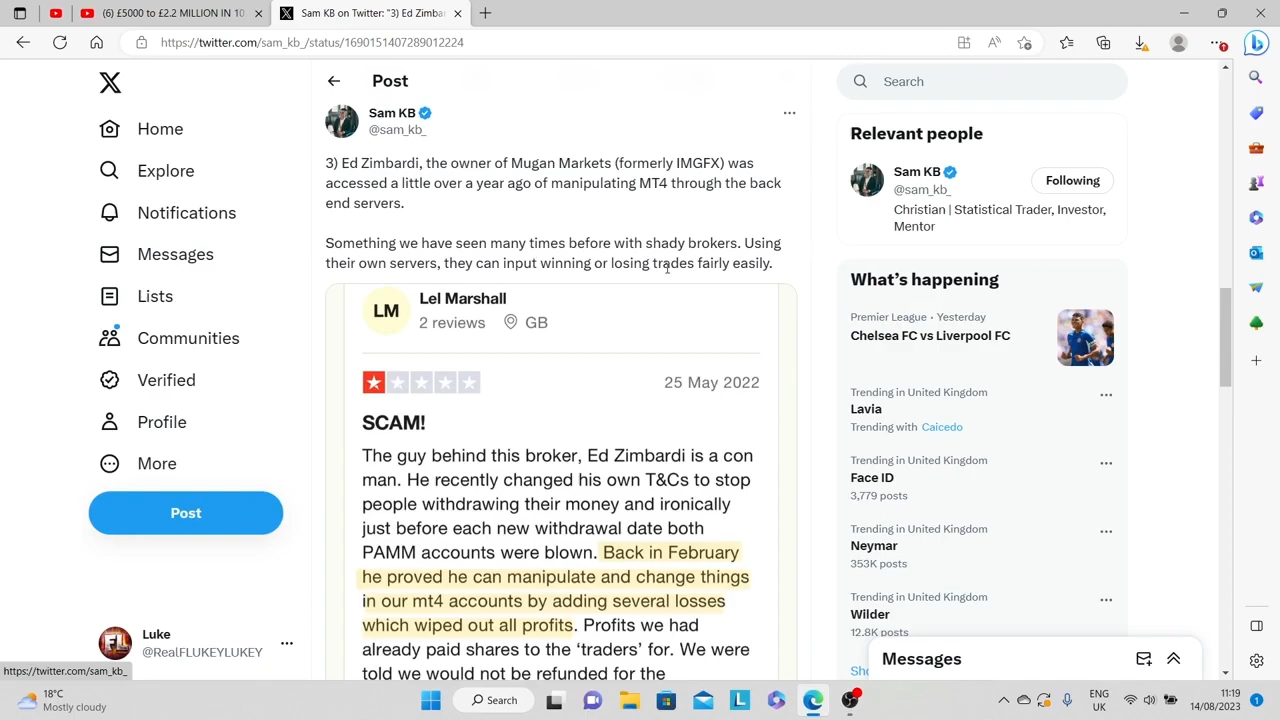 (6) £5000 to £2.2 MILLION IN 10
Sam KB on Twitter: "3) Ed Zimbar
https://twitter.com/sam_kb_/status/1690151407289012224
Home
Explore
Notifications
Messages
Lists
Communities
Verified
Profile
More
Post
Luke
@RealFLUKEYLUKEY
Post
Sam KB
@sam_kb_
3) Ed Zimbardi, the owner of Mugan Markets (formerly IMGFX) was
accessed a little over a year ago of manipulating MT4 through the back
end servers.
Something we have seen many times before with shady brokers. Using
their own servers, they can input winning or losing trades fairly easily.
LM
Lel Marshall
2 reviews GB
25 May 2022
SCAM!
The guy behind this broker, Ed Zimbardi is a con
man. He recently changed his own T&Cs to stop
people withdrawing their money and ironically
just before each new withdrawal date both
PAMM accounts were blown. Back in February
he proved he can manipulate and change things
in our mt4 accounts by adding several losses
which wiped out all profits. Profits we had
already paid shares to the ‘traders’ for. We were
told we would not be refunded for the
Search
Relevant people
Sam KB
@sam_kb_
Following
Christian | Statistical Trader, Investor,
Mentor
What’s happening
Premier League · Yesterday
Chelsea FC vs Liverpool FC
Trending in United Kingdom
Lavia
Trending with Caicedo
Trending in United Kingdom
Face ID
3,779 posts
Trending in United Kingdom
Neymar
353K posts
Trending in United Kingdom
Wilder
12.8K posts
Sho
Messages
https://twitter.com/sam_kb_
18°C
Mostly cloudy
Search
ENG
UK
11:19
14/08/2023
1